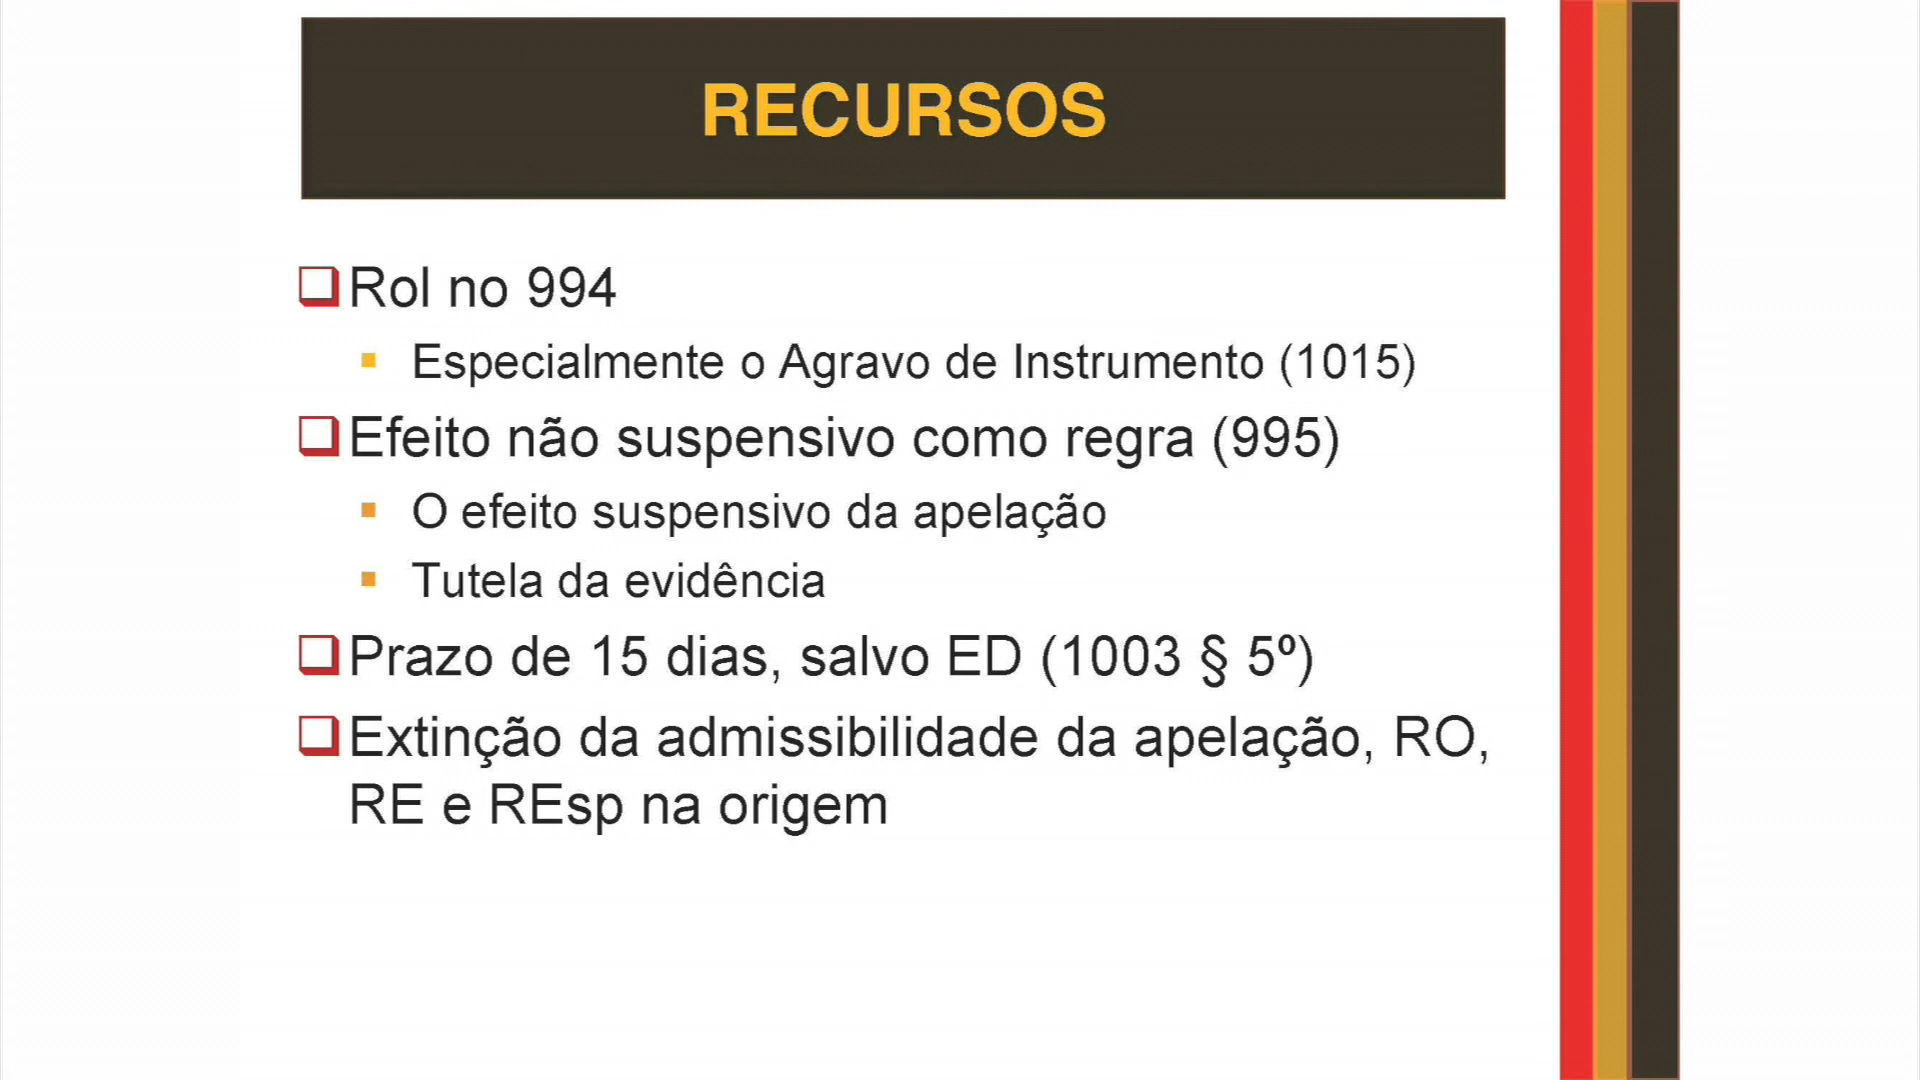 RECURSOS
Rol no 994
Especialmente o Agravo de Instrumento (1015)
Efeito não suspensivo como regra (995)
O efeito suspensivo da apelação
Tutela da evidência
Prazo de 15 dias, salvo ED (1003 § 5º)
Extinção da admissibilidade da apelação, RO,
RE e REsp na origem